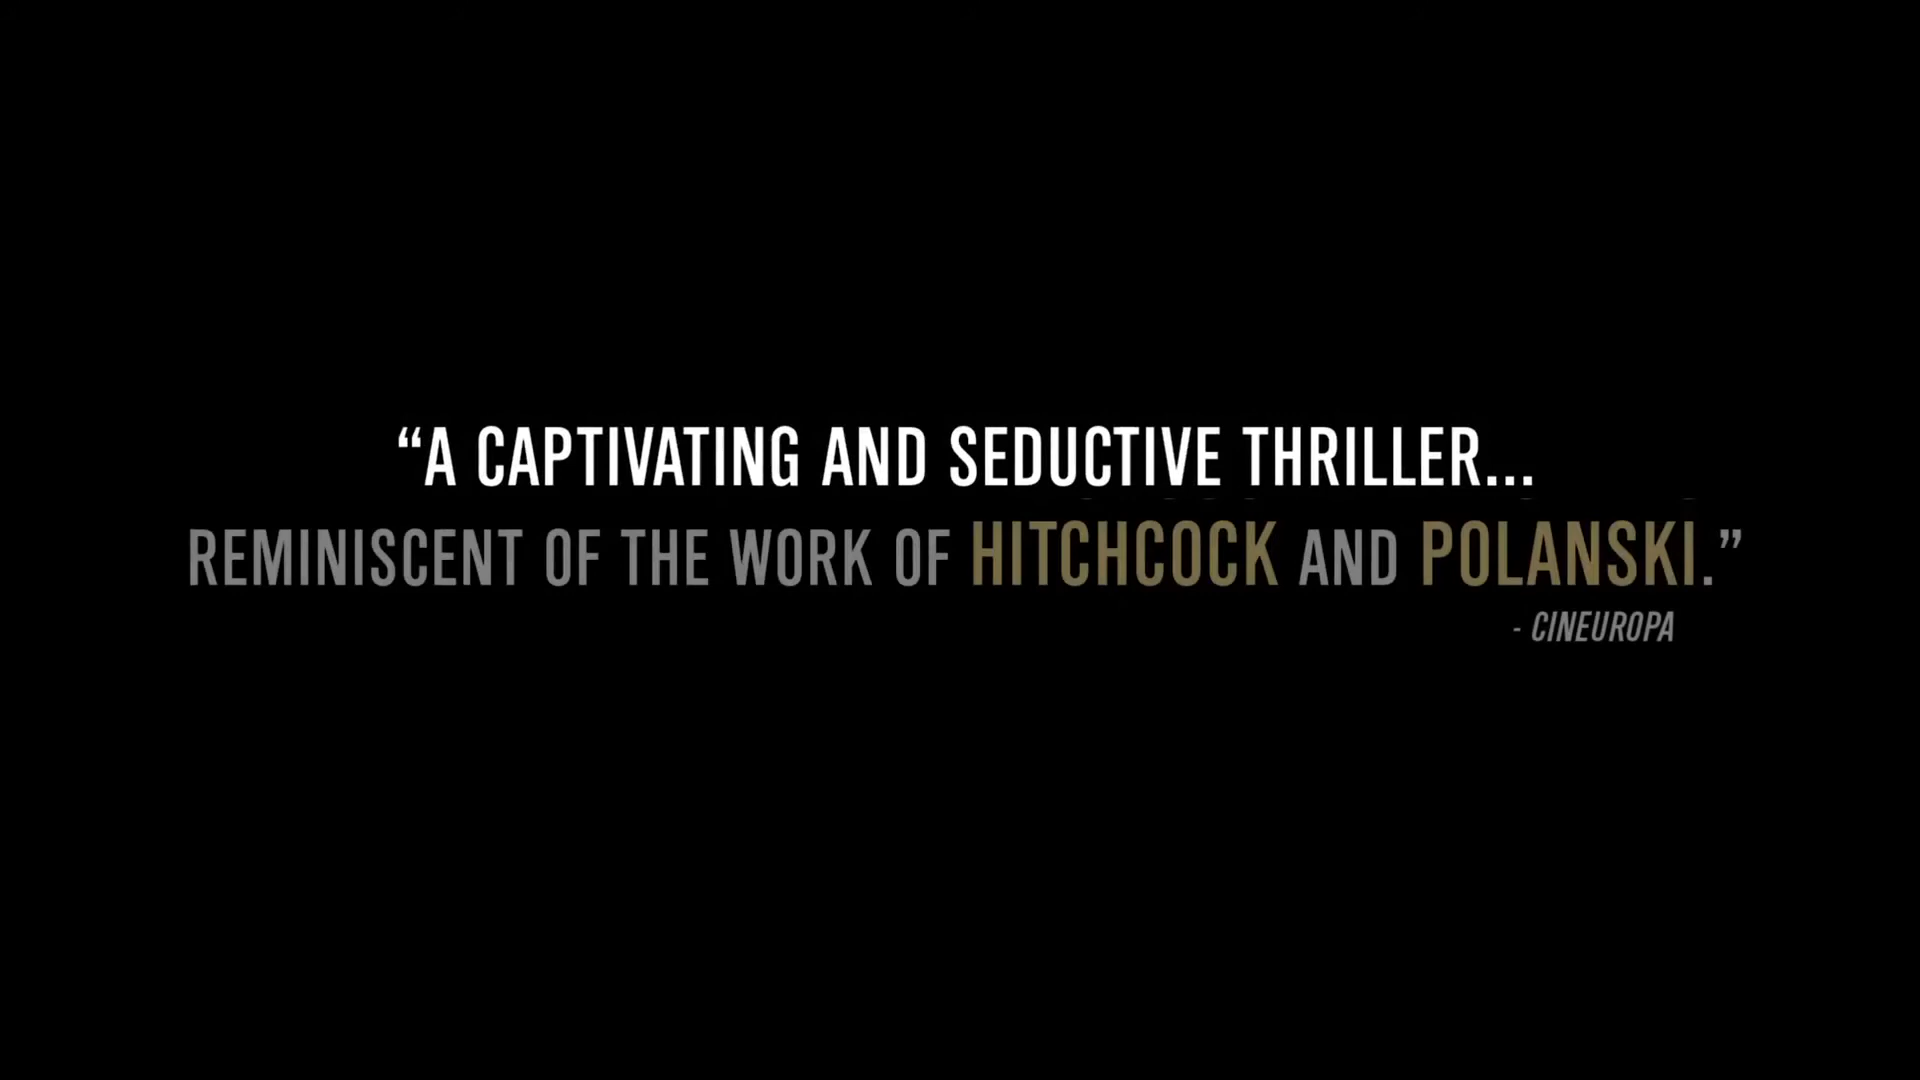 “A CAPTIVATING AND SEDUCTIVE THRILLER...
REMINISCENT OF THE WORK OF HITCHCOCK AND POLANSKI.”
- CINEUROPA